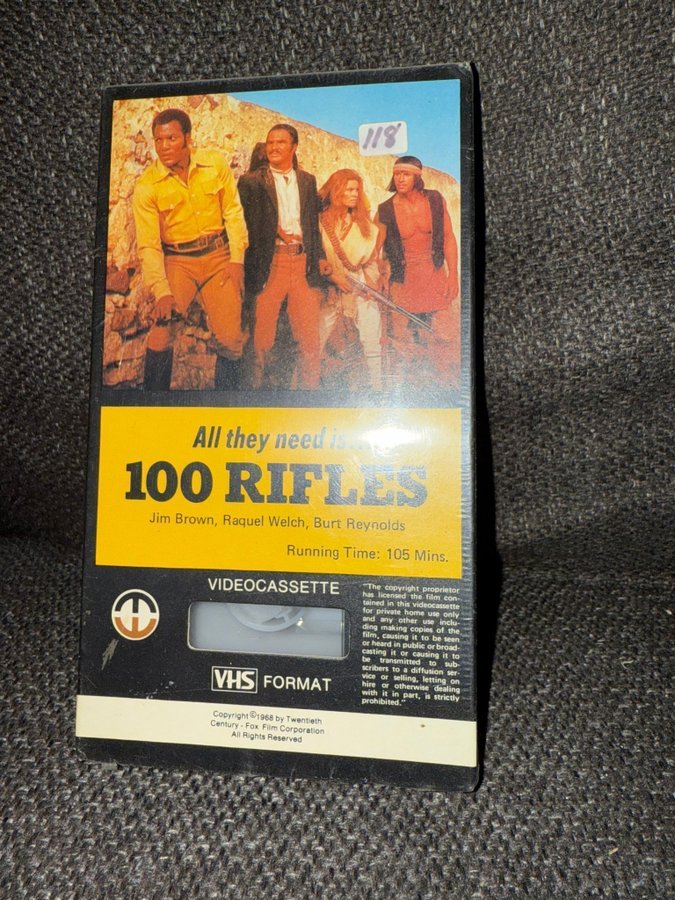 118
All they need is
100 RIFLES
Jim Brown, Raquel Welch, Burt Reynolds
Running Time: 105 Mins.
VIDEOCASSETTE
VHS FORMAT
"The copyright proprietor
has licensed the film con-
tained in this videocassette
for private home use only
and any other use inclu-
ding making copies of the
film, causing it to be seen
or heard in public or broad-
casting it or causing it to
be transmitted to sub-
scribers to a diffusion ser-
vice or selling, letting on
hire or otherwise dealing
with it in part, is strictly
prohibited."
Copyright ©1968 by Twentieth
Century - Fox Film Corporation
All Rights Reserved